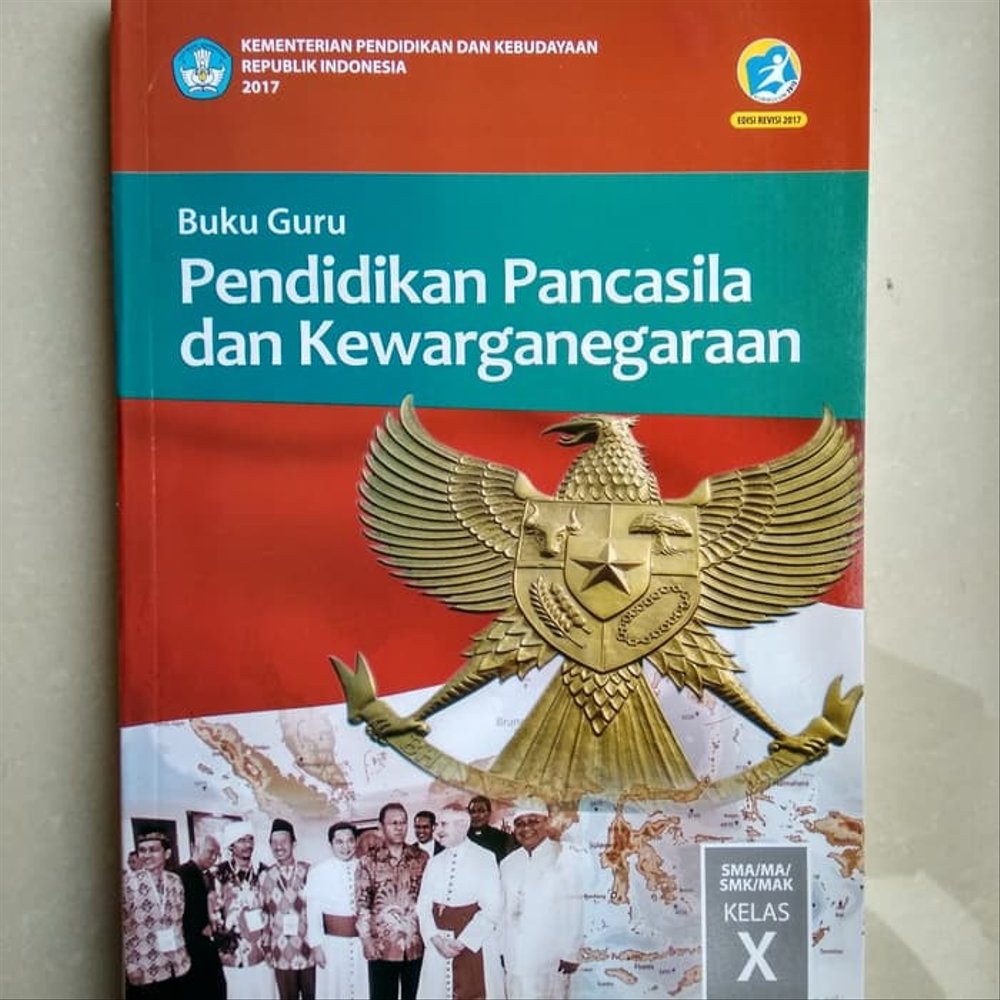 KEMENTERIAN PENDIDIKAN DAN KEBUDAYAAN
REPUBLIK INDONESIA
2017
EDISI REVISI 2017
Buku Guru
Pendidikan Pancasila
dan Kewarganegaraan
SMA/MA/
SMK/MAK
KELAS
X